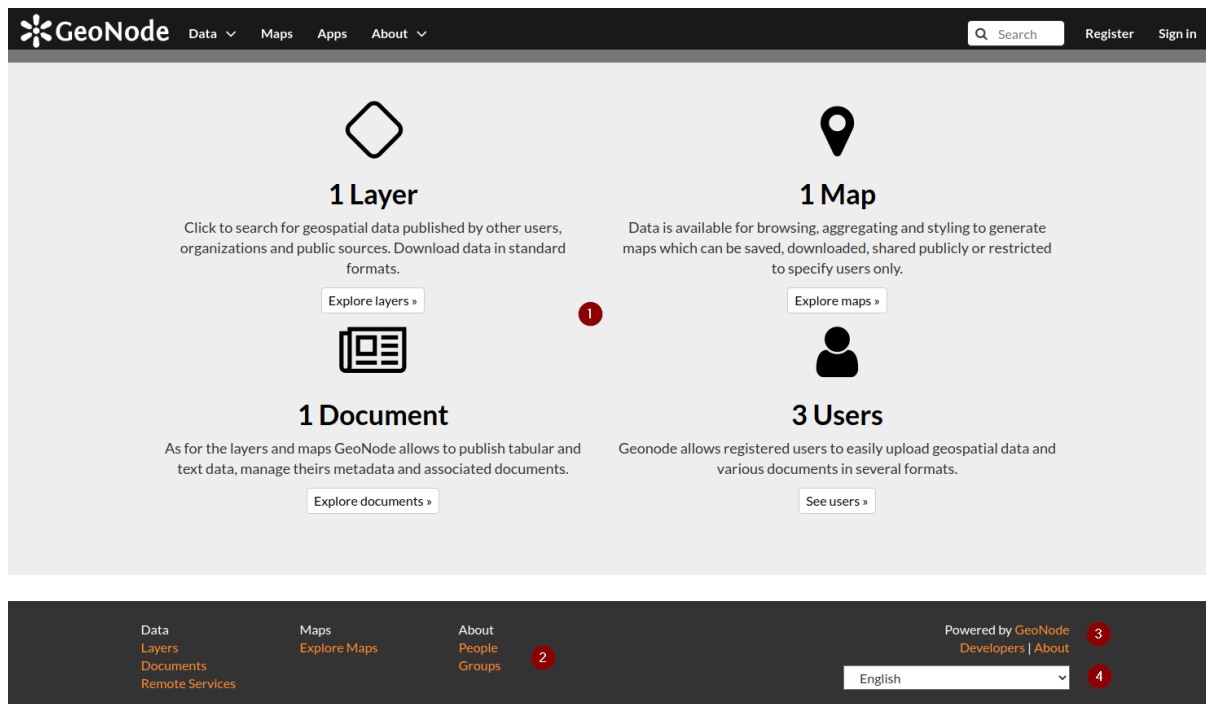 GeoNode Data Maps Apps About Search Register Sign in
1 Layer
Click to search for geospatial data published by other users,
organizations and public sources. Download data in standard
formats.
Explore layers »
1 Map
Data is available for browsing, aggregating and styling to generate
maps which can be saved, downloaded, shared publicly or restricted
to specify users only.
Explore maps »
1
1 Document
As for the layers and maps GeoNode allows to publish tabular and
text data, manage theirs metadata and associated documents.
Explore documents »
3 Users
Geonode allows registered users to easily upload geospatial data and
various documents in several formats.
See users »
Data
Layers
Documents
Remote Services
Maps
Explore Maps
About
People
Groups
2
Powered by GeoNode
3
Developers | About
English
4